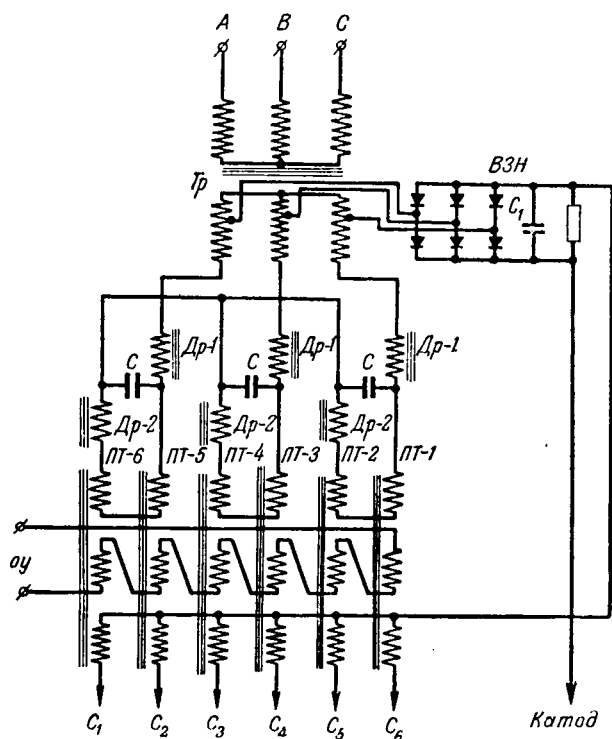 A B C
Тр
ВЗН
C₁
Др-1 Др-1 Др-1
C C C
Др-2 Др-2 Др-2
ПТ-6 ПТ-5 ПТ-4 ПТ-3 ПТ-2 ПТ-1
оу
C₁ C₂ C₃ C₄ C₅ C₆
Катод